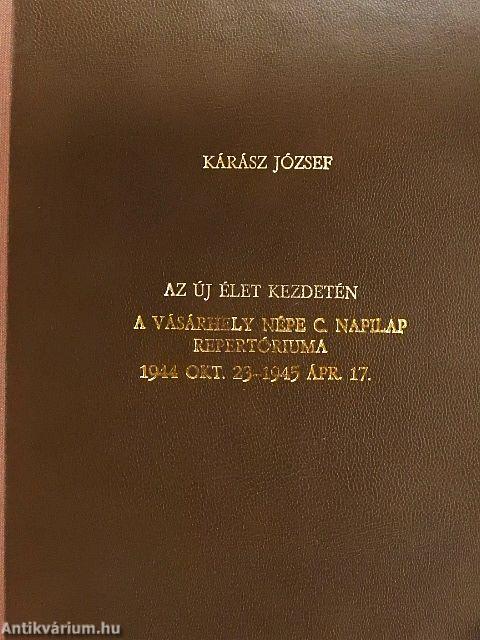 KÁRÁSZ JÓZSEF
AZ ÚJ ÉLET KEZDETÉN
A VÁSÁRHELY NÉPE C. NAPILAP
REPERTÓRIUMA
1944 OKT. 23-1945 ÁPR. 17.
Antikvárium.hu